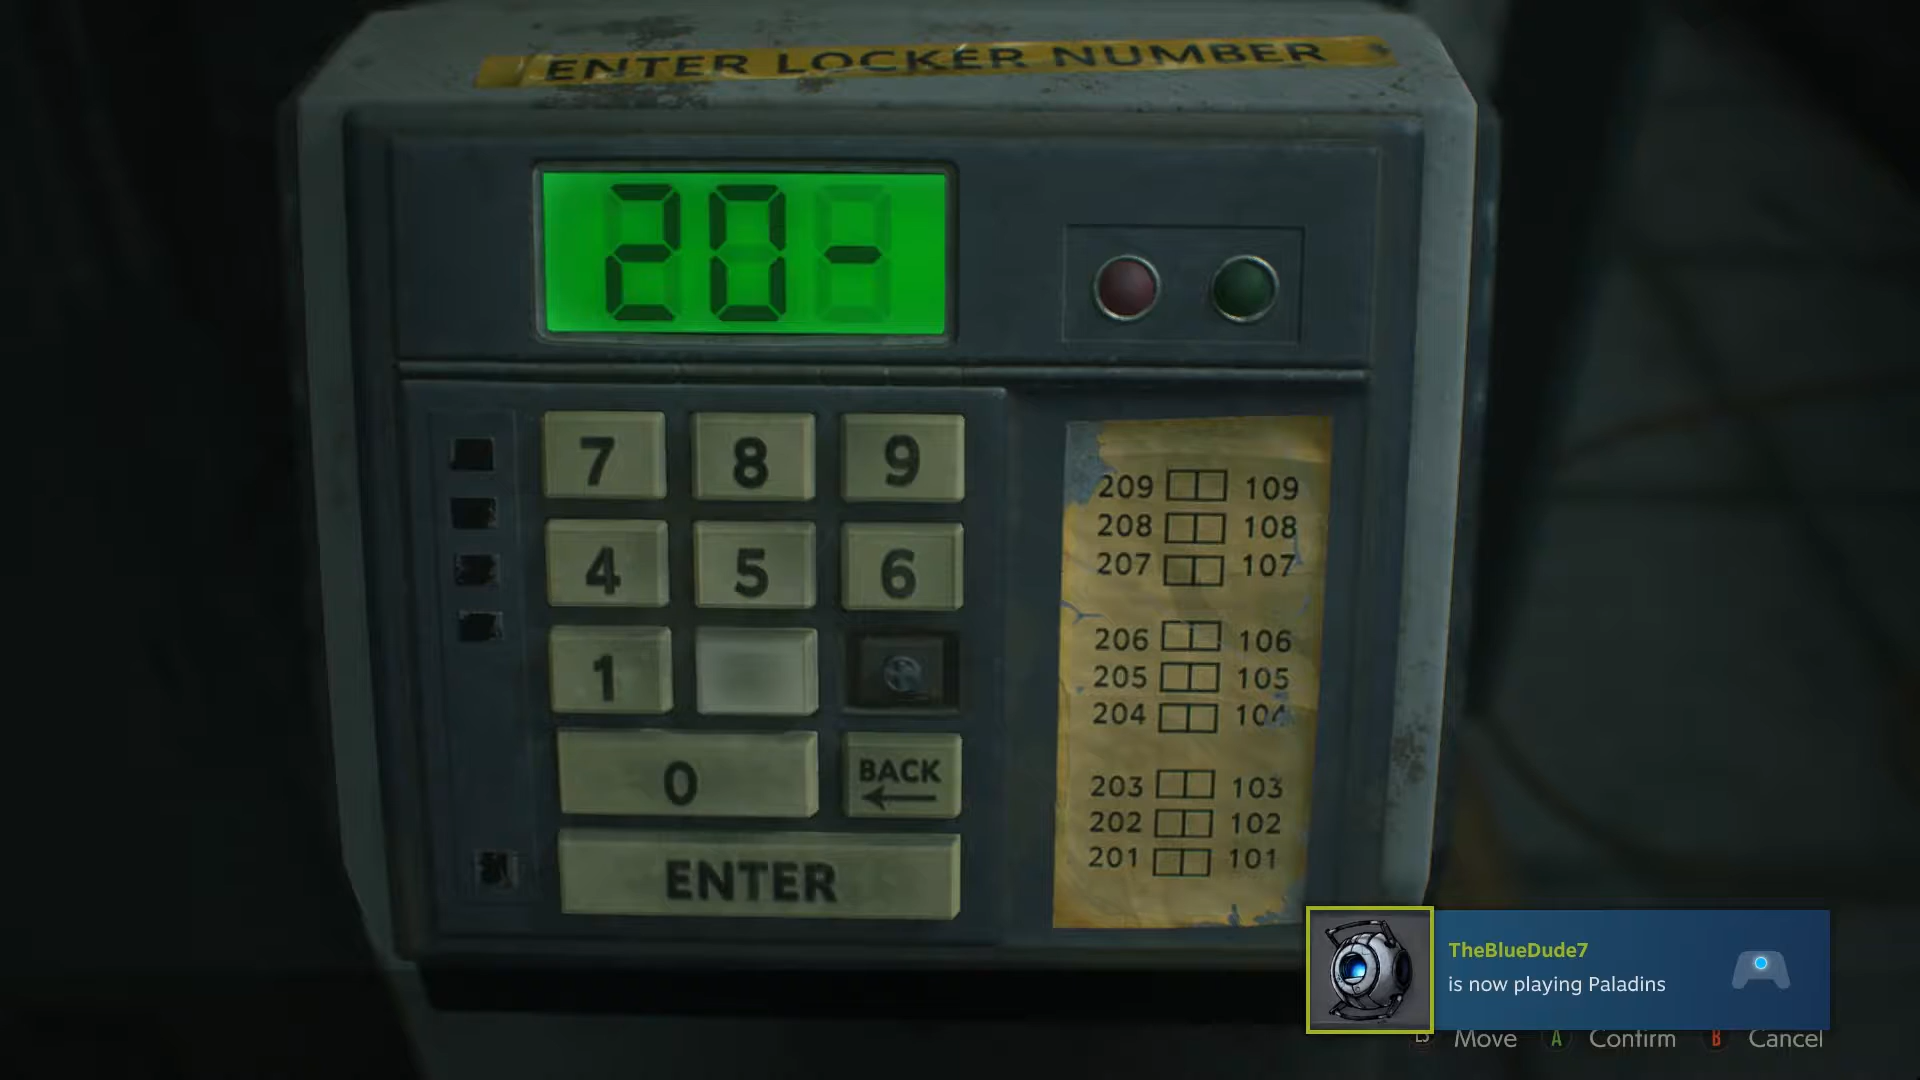 ENTER LOCKER NUMBER
20-
7 8 9
4 5 6
1
0 BACK
ENTER
209 109
208 108
207 107
206 106
205 105
204 104
203 103
202 102
201 101
TheBlueDude7
is now playing Paladins
LS Move A Confirm B Cancel